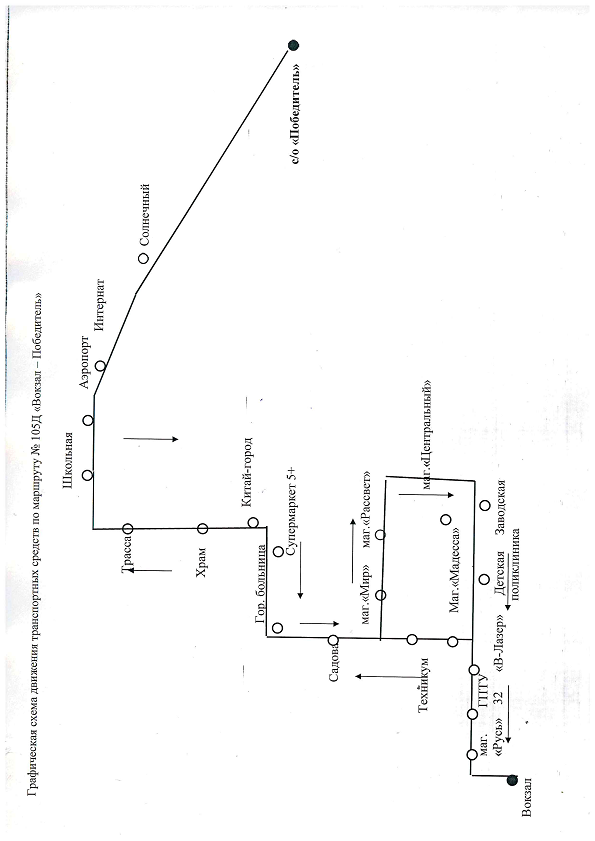 Графическая схема движения транспортных средств по маршруту № 105Д «Вокзал – Победитель»
с/о «Победитель»
Солнечный
Интернат
Аэропорт
Школьная
Трасса
Храм
Китай-город
Супермаркет 5+
Гор. больница
Садова
маг.«Мир»
маг.«Рассвет»
маг.«Центральный»
Маг.«Мадесса»
Техникум
Заводская
Детская
поликлиника
«В-Лазер»
ГПТУ
32
маг.
«Русь»
Вокзал